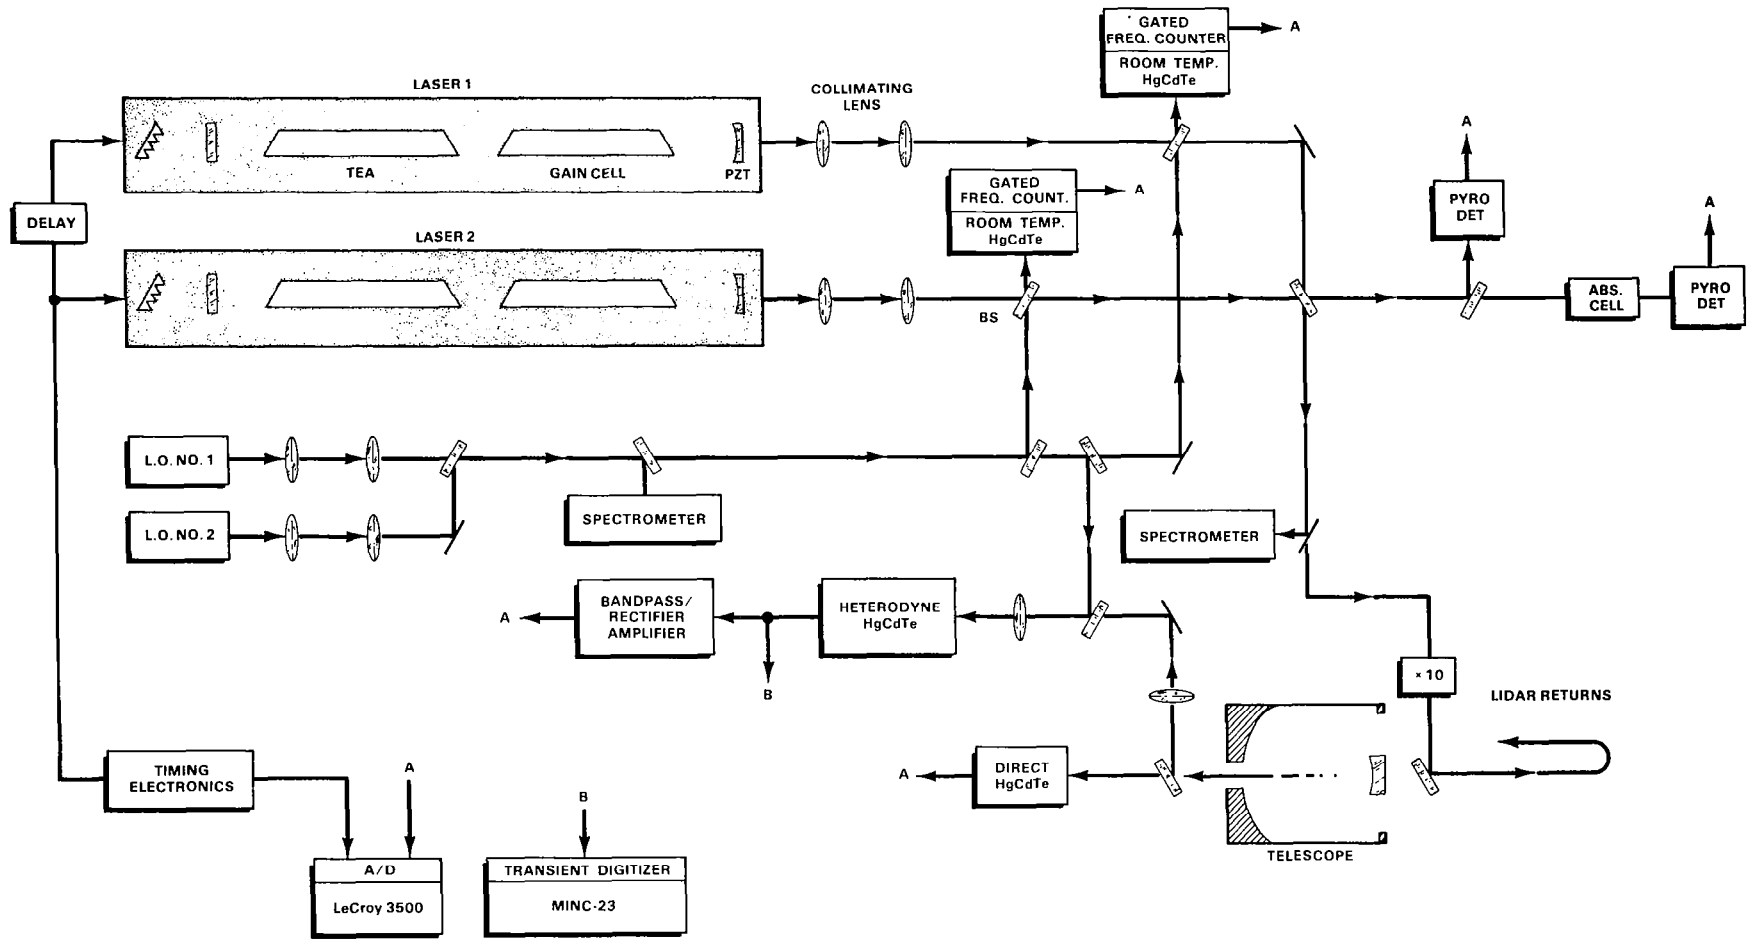 GATED
FREQ. COUNTER
ROOM TEMP.
HgCdTe
A
LASER 1
COLLIMATING
LENS
TEA
GAIN CELL
PZT
GATED
FREQ. COUNT.
ROOM TEMP.
HgCdTe
A
A
PYRO
DET
A
DELAY
LASER 2
BS
ABS.
CELL
PYRO
DET
L.O. NO. 1
L.O. NO. 2
SPECTROMETER
SPECTROMETER
A
BANDPASS/
RECTIFIER
AMPLIFIER
HETERODYNE
HgCdTe
B
× 10
LIDAR RETURNS
TIMING
ELECTRONICS
A
B
A
DIRECT
HgCdTe
TELESCOPE
A/D
LeCroy 3500
TRANSIENT DIGITIZER
MINC-23